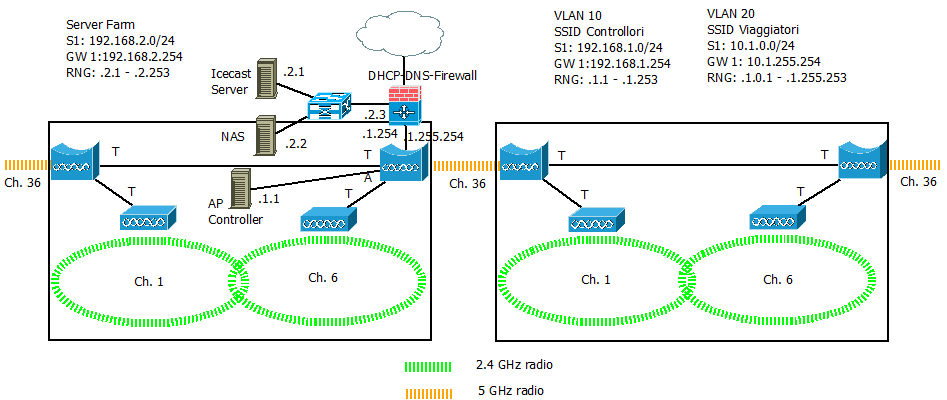 Server Farm
S1: 192.168.2.0/24
GW 1:192.168.2.254
RNG: .2.1 - .2.253
VLAN 10
SSID Controllori
S1: 192.168.1.0/24
GW 1: 192.168.1.254
RNG: .1.1 - .1.253
VLAN 20
SSID Viaggiatori
S1: 10.1.0.0/24
GW 1: 10.1.255.254
RNG: .1.0.1 - .1.255.253
Icecast
Server
.2.1
DHCP-DNS-Firewall
.2.3
NAS
.2.2
.1.254
.1.255.254
T
T
A
T
T
AP
Controller
.1.1
Ch. 36
Ch. 36
Ch. 36
T
T
T
T
Ch. 1
Ch. 6
Ch. 1
Ch. 6
2.4 GHz radio
5 GHz radio